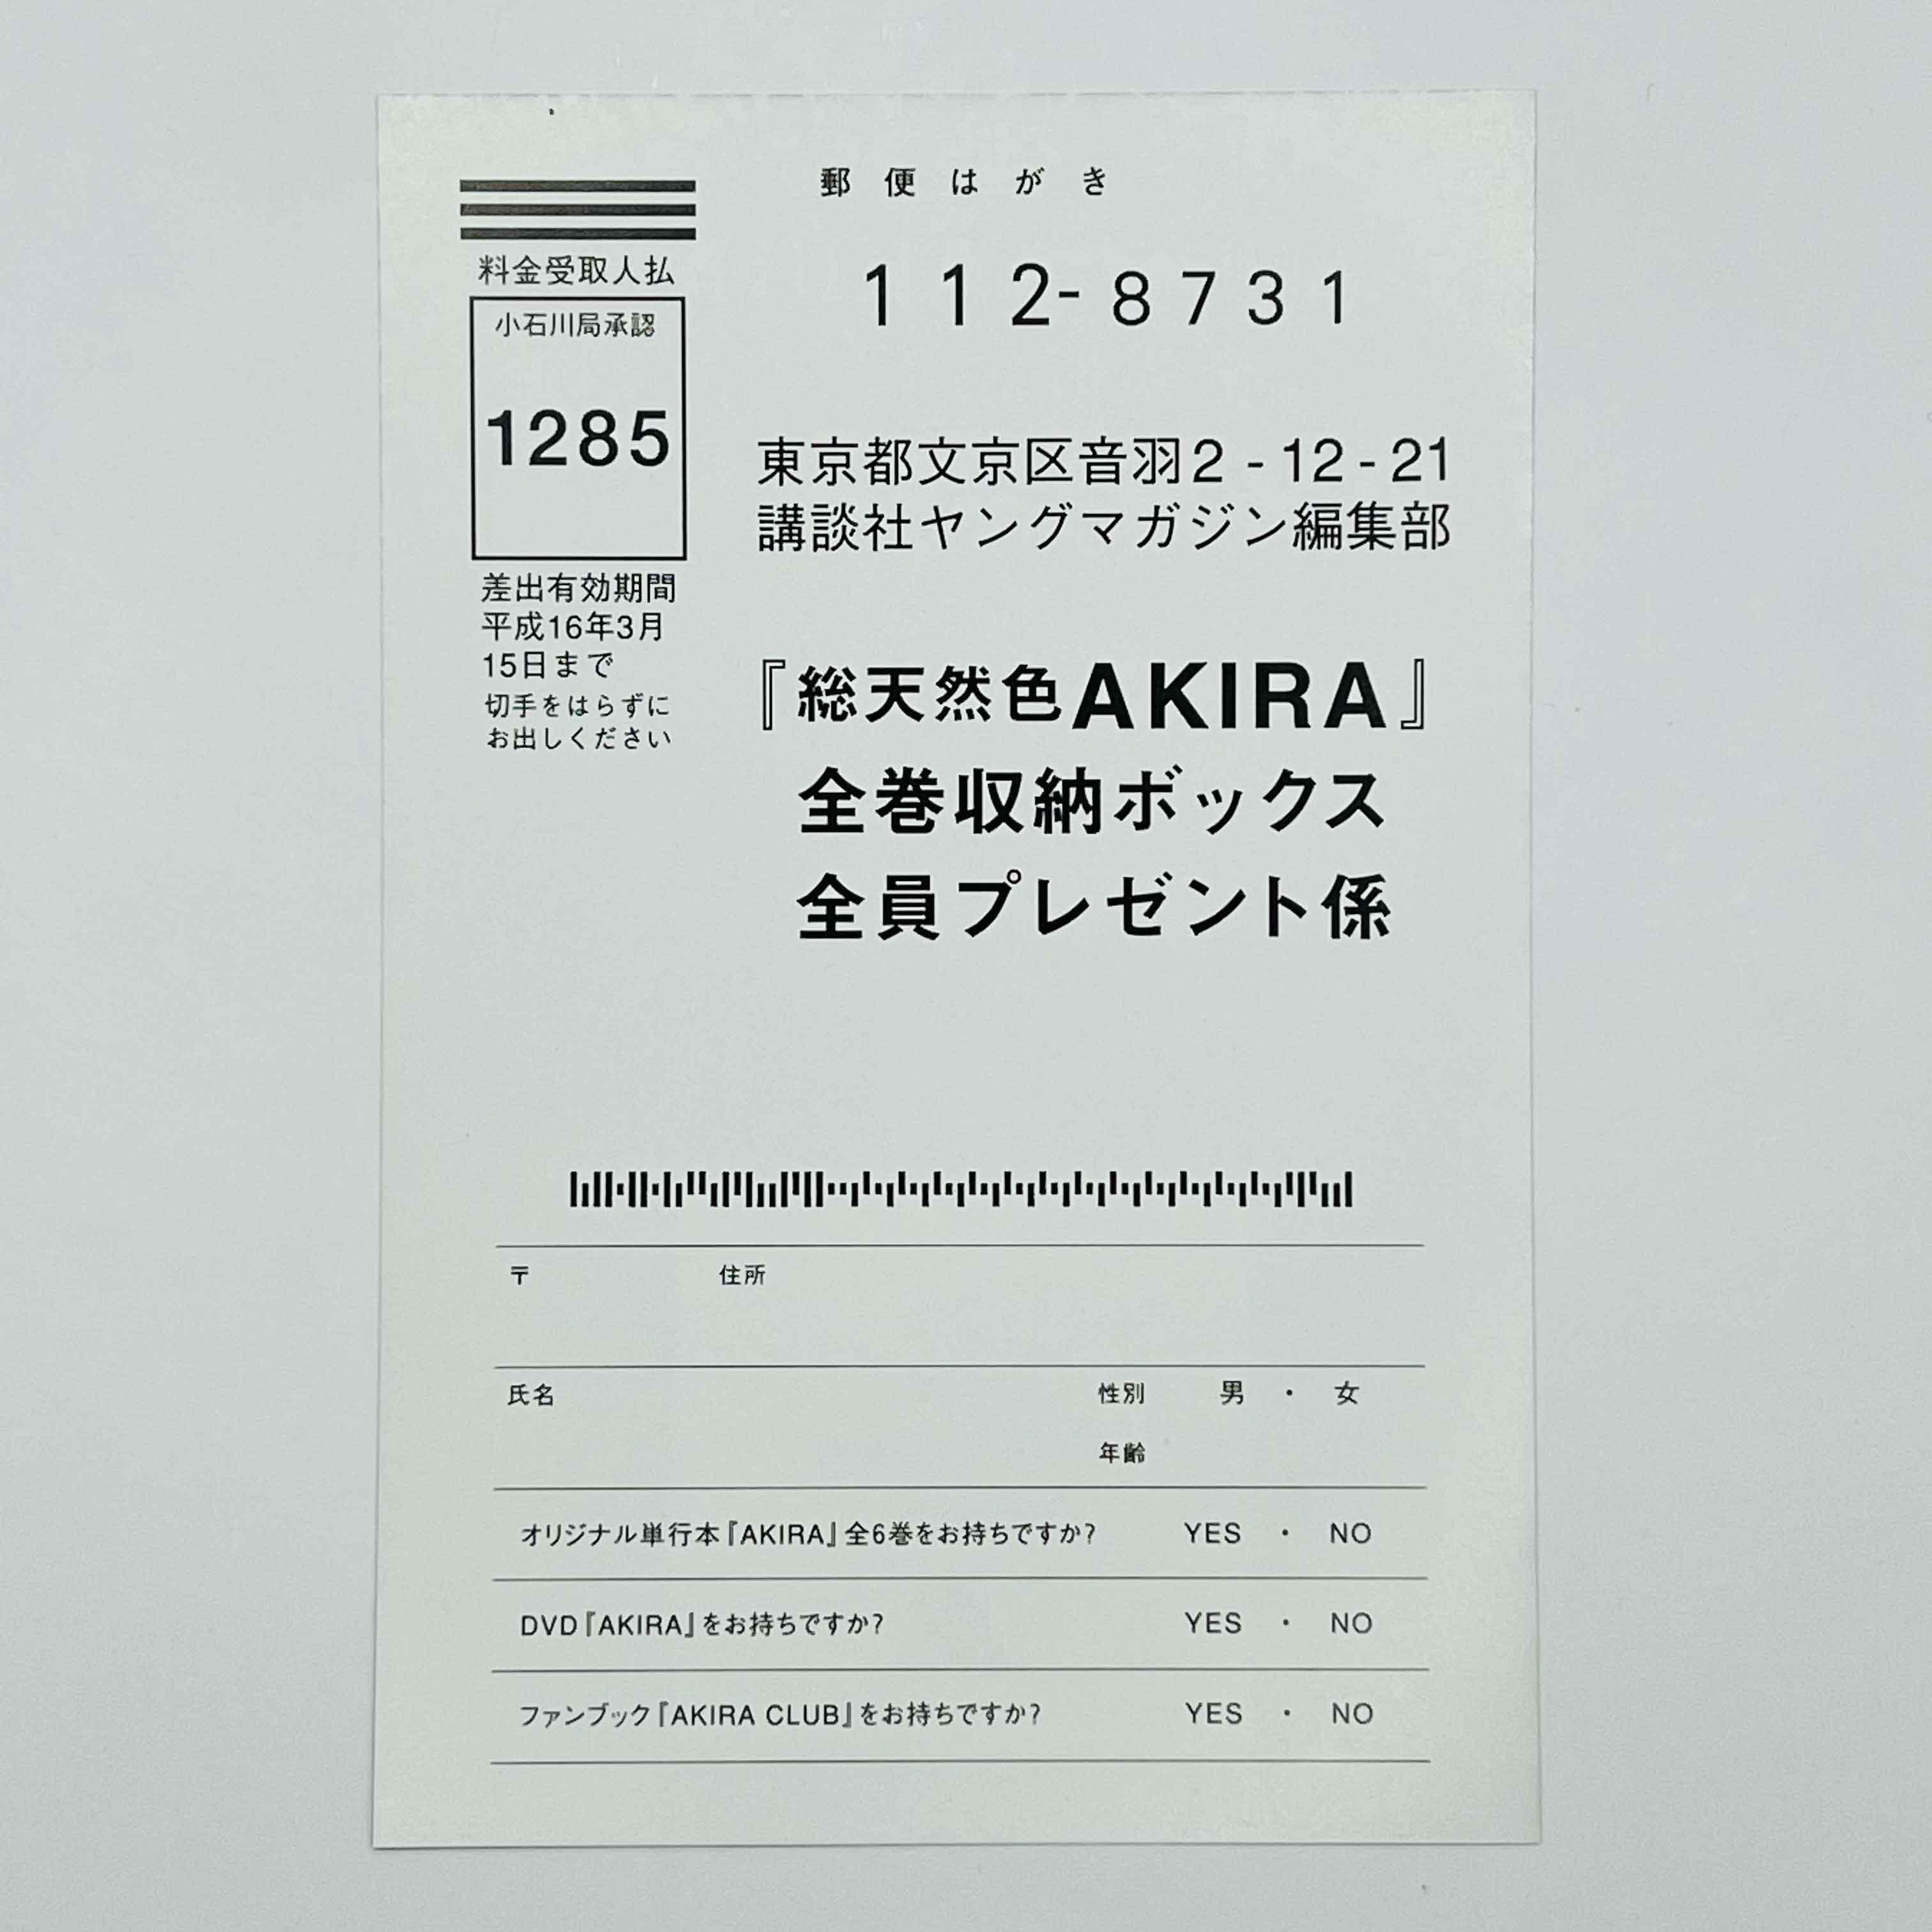 郵便はがき
料金受取人払
小石川局承認
1285
差出有効期間
平成16年3月
15日まで
切手をはらずに
お出しください
112-8731
東京都文京区音羽2-12-21
講談社ヤングマガジン編集部
『総天然色AKIRA』
全巻収納ボックス
全員プレゼント係
〒 住所
氏名 性別 男・女
年齢
オリジナル単行本『AKIRA』全6巻をお持ちですか? YES・NO
DVD『AKIRA』をお持ちですか? YES・NO
ファンブック『AKIRA CLUB』をお持ちですか? YES・NO